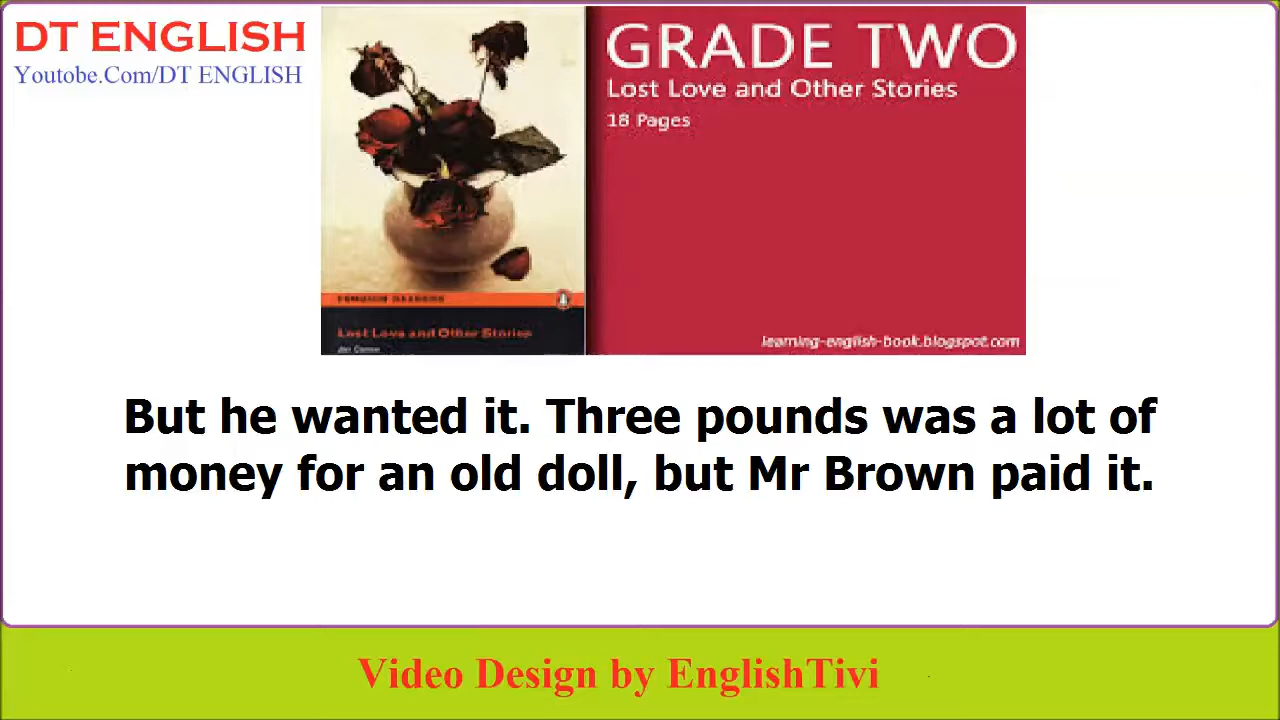 DT ENGLISH
Youtobe.Com/DT ENGLISH
GRADE TWO
Lost Love and Other Stories
18 Pages
PENGUIN READERS
Lost Love and Other Stories
learning-english-book.blogspot.com
But he wanted it. Three pounds was a lot of
money for an old doll, but Mr Brown paid it.
Video Design by EnglishTivi